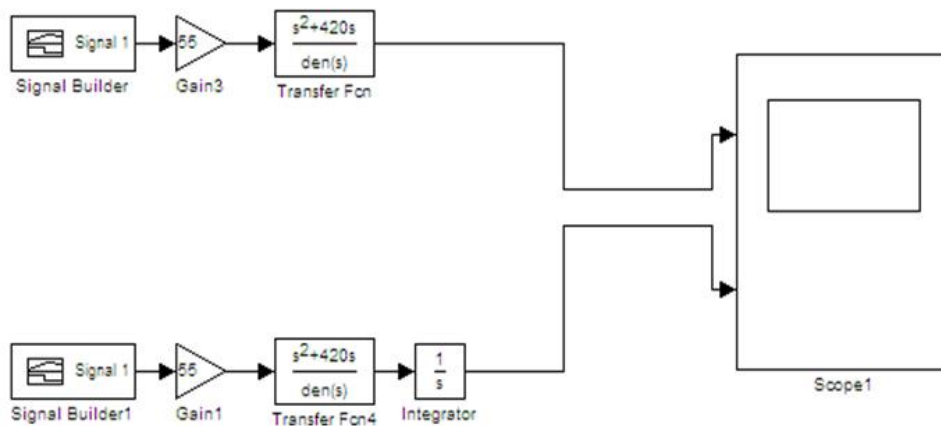 Signal 1
55
s²+420s
den(s)
Signal Builder
Gain3
Transfer Fcn
Signal 1
55
s²+420s
den(s)
1
s
Signal Builder1
Gain1
Transfer Fcn4
Integrator
Scope1